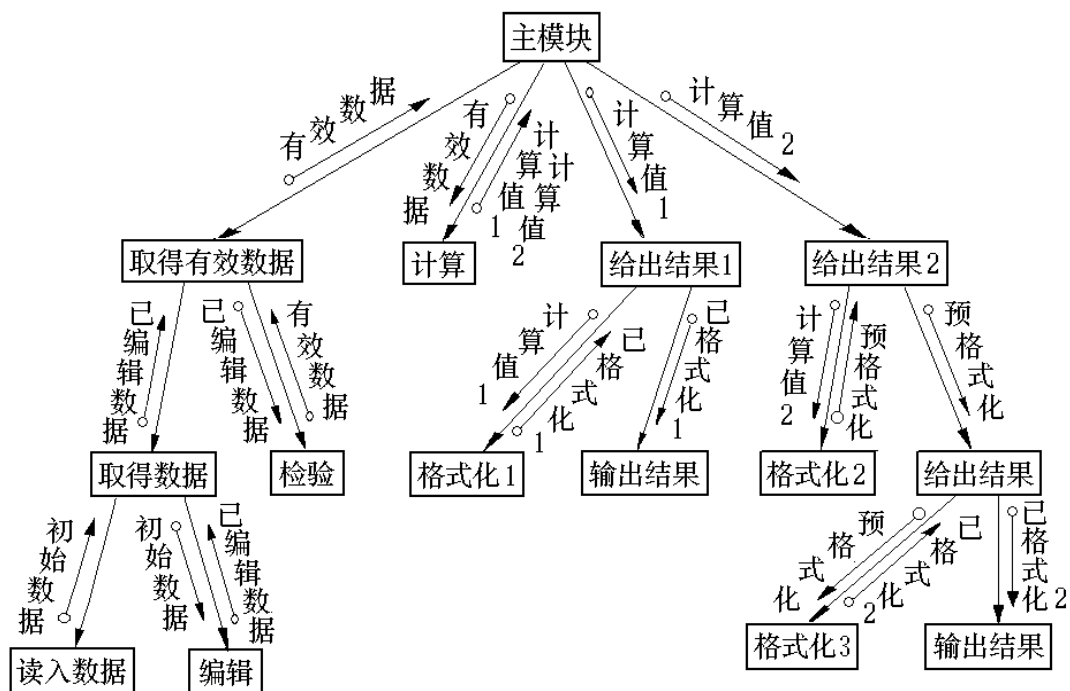 主模块
有效数据
有效数据
计算值1
计算值2
计算值1
计算值2
取得有效数据
计算
给出结果1
给出结果2
已编辑数据
已编辑数据
有效数据
计算值1
已格式化1
已格式化1
计算值2
预格式化
预格式化
取得数据
检验
格式化1
输出结果
格式化2
给出结果
初始数据
初始数据
已编辑数据
预格式化
已格式化2
已格式化2
读入数据
编辑
格式化3
输出结果